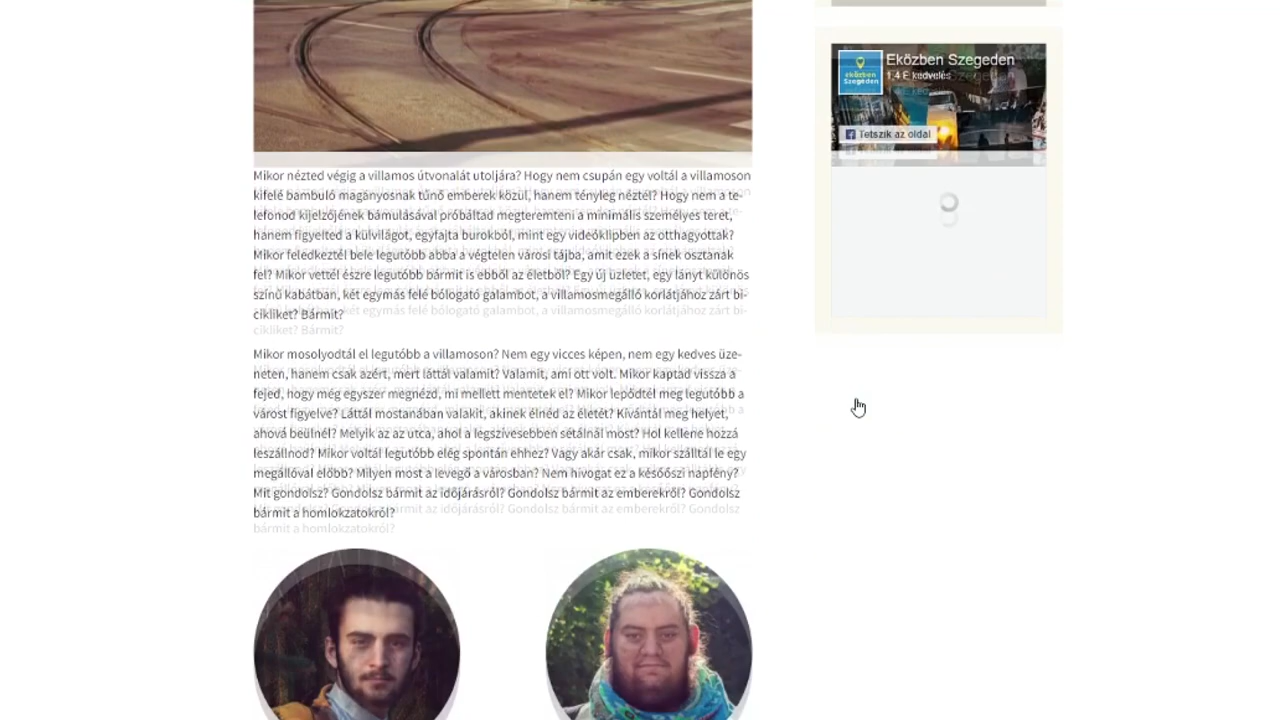 Mikor nézted végig a villamos útvonalát utoljára? Hogy nem csupán egy voltál a villamoson
kifelé bambuló magányosnak tűnő emberek közül, hanem tényleg néztél? Hogy nem a te-
lefonod kijelzőjének bámulásával próbáltad megteremteni a minimális személyes teret,
hanem figyelted a külvilágot, egyfajta burokból, mint egy videóklipben az otthagyottak?
Mikor feledkeztél bele legutóbb abba a végtelen városi tájba, amit ezek a sínek osztanak
fel? Mikor vettél észre legutóbb bármit is ebből az életből? Egy új üzletet, egy lányt különös
színű kabátban, két egymás felé bólogató galambot, a villamosmegálló korlátjához zárt bi-
cikliket? Bármit?
Mikor mosolyodtál el legutóbb a villamoson? Nem egy vicces képen, nem egy kedves üze-
neten, hanem csak azért, mert láttál valamit? Valamit, ami ott volt. Mikor kaptad vissza a
fejed, hogy még egyszer megnézd, mi mellett mentetek el? Mikor lepődtél meg legutóbb a
várost figyelve? Láttál mostanában valakit, akinek élnéd az életét? Kívántál meg helyet,
ahová beülnél? Melyik az az utca, ahol a legszívesebben sétálnál most? Hol kellene hozzá
leszállnod? Mikor voltál legutóbb elég spontán ehhez? Vagy akár csak, mikor szálltál le egy
megállóval előbb? Milyen most a levegő a városban? Nem hívogat ez a későőszi napfény?
Mit gondolsz? Gondolsz bármit az időjárásról? Gondolsz bármit az emberekről? Gondolsz
bármit a homlokzatokról?
Eközben Szegeden
1,4 E kedvelés
eközben
Szegeden
Tetszik az oldal